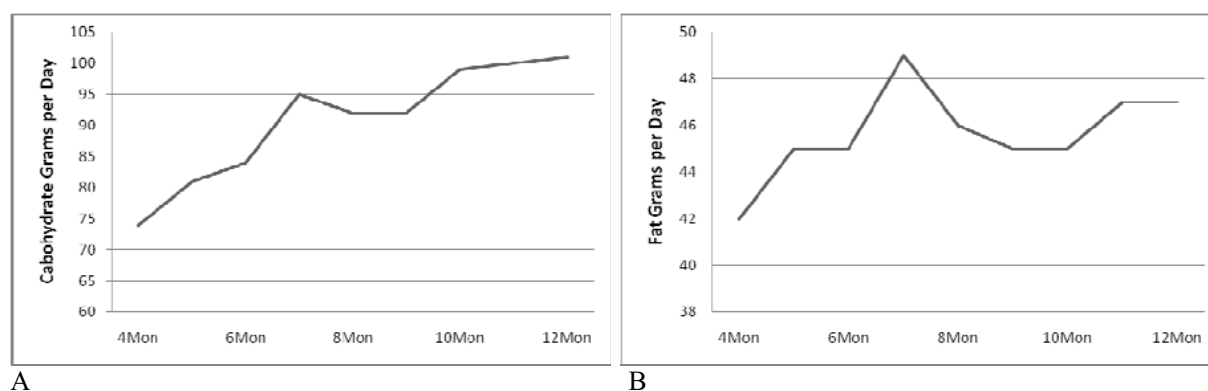 105
100
95
90
85
80
75
70
65
60
Cabohydrate Grams per Day
4Mon 6Mon 8Mon 10Mon 12Mon
A
50
48
46
44
42
40
38
Fat Grams per Day
4Mon 6Mon 8Mon 10Mon 12Mon
B